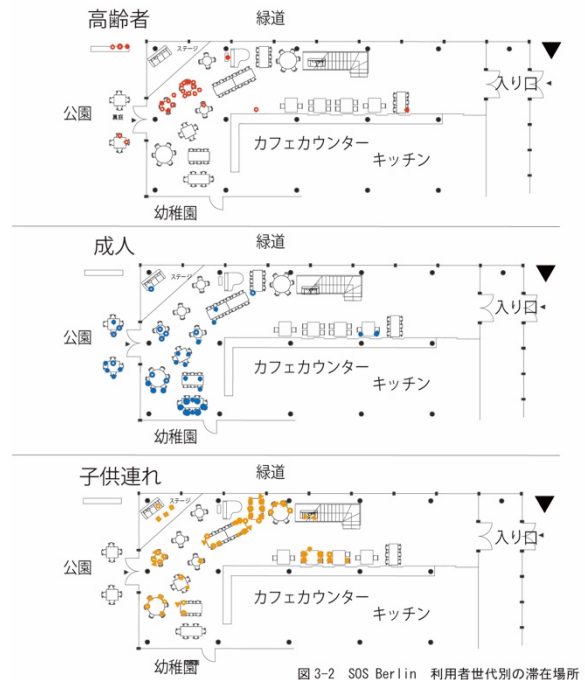 高齢者
緑道
ステージ
入り口
公園
裏庭
カフェカウンター
キッチン
幼稚園
成人
緑道
ステージ
入り口
公園
カフェカウンター
キッチン
幼稚園
子供連れ
緑道
ステージ
入り口
公園
カフェカウンター
キッチン
幼稚園
図3-2 SOS Berlin 利用者世代別の滞在場所